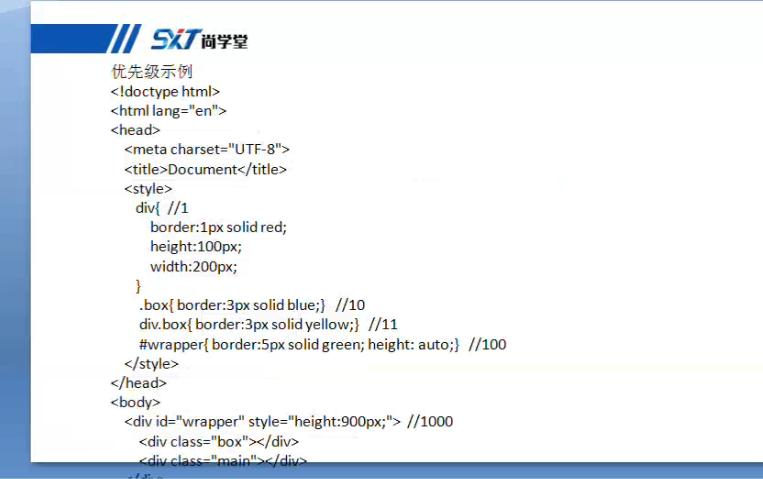 SXT尚学堂
优先级示例
<!doctype html>
<html lang="en">
<head>
<meta charset="UTF-8">
<title>Document</title>
<style>
div{ //1
border:1px solid red;
height:100px;
width:200px;
}
.box{ border:3px solid blue;} //10
div.box{ border:3px solid yellow;} //11
#wrapper{ border:5px solid green; height: auto;} //100
</style>
</head>
<body>
<div id="wrapper" style="height:900px;"> //1000
<div class="box"></div>
<div class="main"></div>